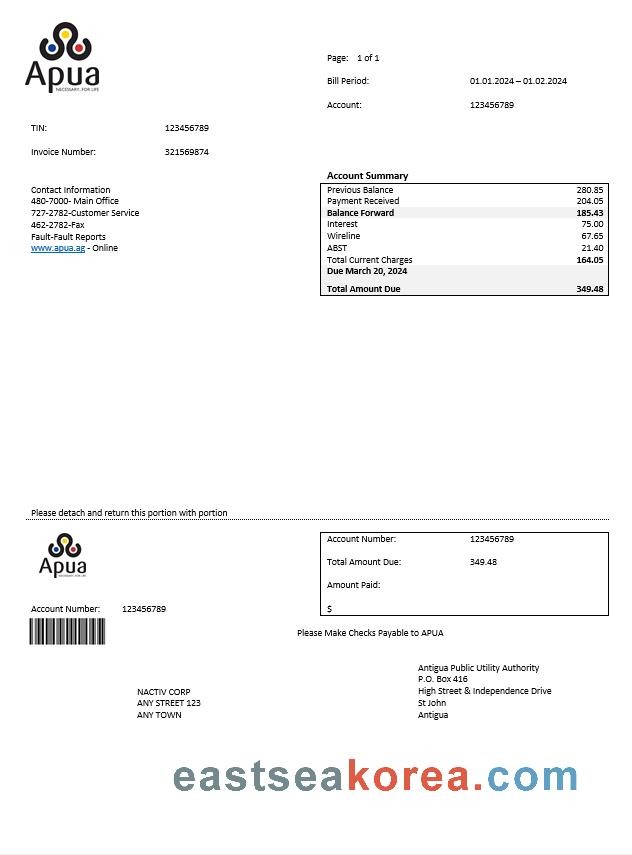 Apua
NECESSARY...FOR LIFE
Page: 1 of 1
Bill Period: 01.01.2024 – 01.02.2024
Account: 123456789
TIN: 123456789
Invoice Number: 321569874
Contact Information
480-7000- Main Office
727-2782-Customer Service
462-2782-Fax
Fault-Fault Reports
www.apua.ag - Online
Account Summary
Previous Balance 280.85
Payment Received 204.05
Balance Forward 185.43
Interest 75.00
Wireline 67.65
ABST 21.40
Total Current Charges 164.05
Due March 20, 2024
Total Amount Due 349.48
Please detach and return this portion with portion
Apua
NECESSARY...FOR LIFE
Account Number: 123456789
Account Number: 123456789
Total Amount Due: 349.48
Amount Paid:
$
Please Make Checks Payable to APUA
NACTIV CORP
ANY STREET 123
ANY TOWN
Antigua Public Utility Authority
P.O. Box 416
High Street & Independence Drive
St John
Antigua
eastseakorea.com